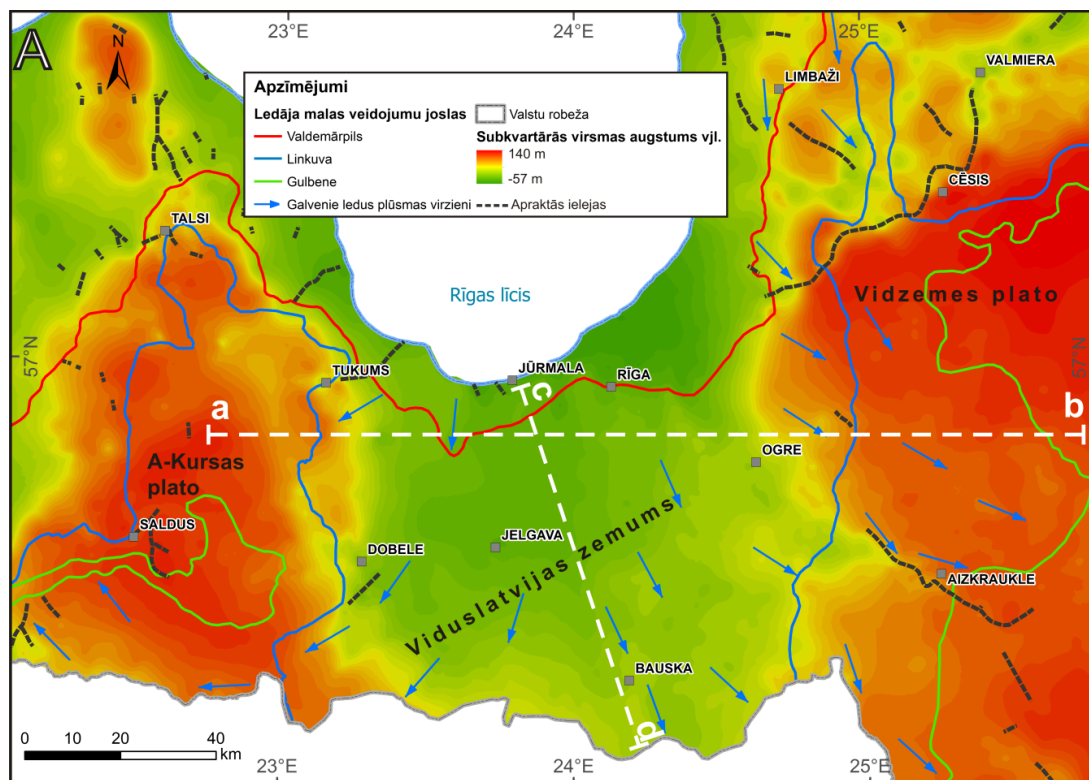 A
N
23°E
24°E
25°E
Apzīmējumi
Ledāja malas veidojumu joslas
Valdemārpils
Linkuva
Gulbene
Galvenie ledus plūsmas virzieni
Valstu robeža
Subkvartārās virsmas augstums vjl.
140 m
-57 m
Apraktās ielejas
LIMBAŽI
VALMIERA
CĒSIS
TALSI
Rīgas līcis
Vidzemes plato
57°N
57°N
TUKUMS
JŪRMALA
RĪGA
a
c
b
A-Kursas
plato
OGRE
SALDUS
DOBELE
JELGAVA
Viduslatvijas zemums
AIZKRAUKLE
BAUSKA
d
0 10 20 40
km
23°E
24°E
25°E